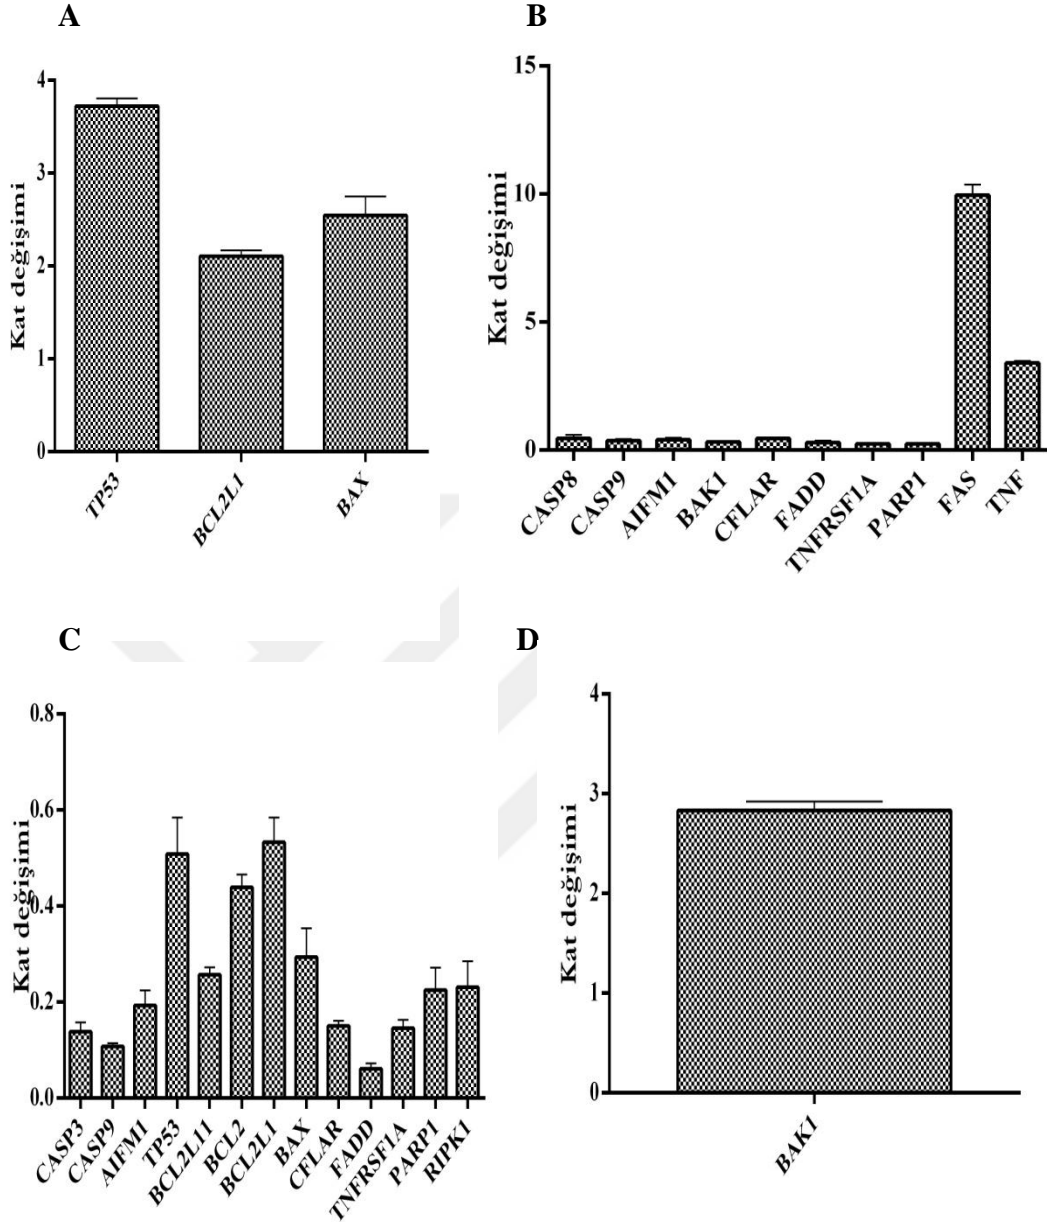 A
Kat değişimi
4
3
2
1
0
TP53
BCL2L1
BAX
B
Kat değişimi
15
10
5
0
CASP8
CASP9
AIFM1
BAK1
CFLAR
FADD
TNFRSF1A
PARP1
FAS
TNF
C
Kat değişimi
0.8
0.6
0.4
0.2
0.0
CASP3
CASP9
AIFM1
TP53
BCL2L11
BCL2
BCL2L1
BAX
CFLAR
FADD
TNFRSF1A
PARP1
RIPK1
D
Kat değişimi
4
3
2
1
0
BAK1